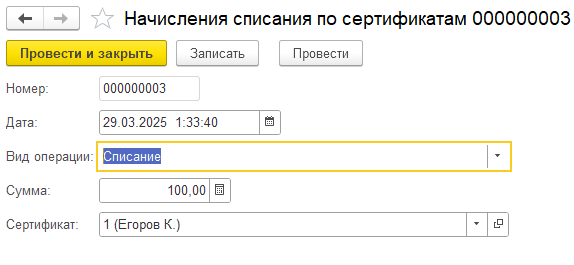 Начисления списания по сертификатам 000000003
Провести и закрыть Записать Провести
Номер: 000000003
Дата: 29.03.2025 1:33:40
Вид операции: Списание
Сумма: 100,00
Сертификат: 1 (Егоров К.)